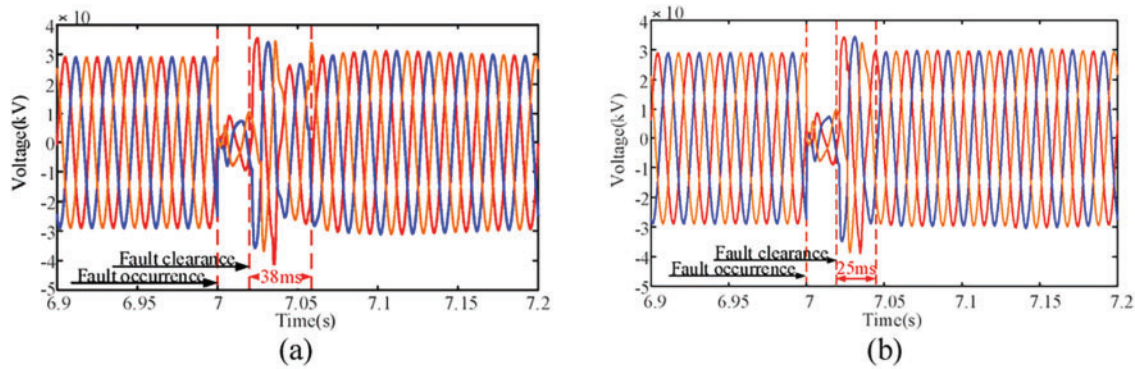 4 × 10
4
3
2
1
0
-1
-2
-3
-4
-5
Voltage(kV)
Fault clearance
Fault occurrence
38ms
6.9 6.95 7 7.05 7.1 7.15 7.2
Time(s)
(a)
× 10
5
4
3
2
1
0
-1
-2
-3
-4
-5
Voltage(kV)
Fault clearance
Fault occurrence
25ms
6.9 6.95 7 7.05 7.1 7.15 7.2
Time(s)
(b)